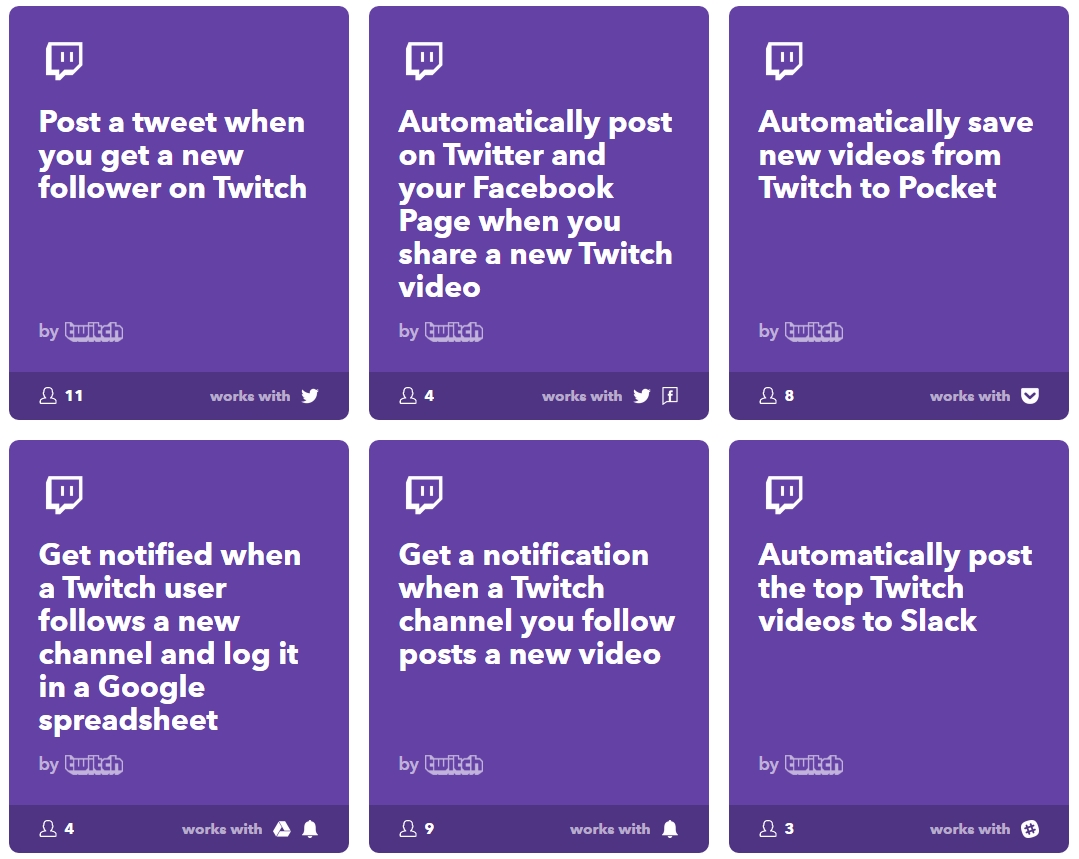 Post a tweet when
you get a new
follower on Twitch
by twitch
11 works with
Automatically post
on Twitter and
your Facebook
Page when you
share a new Twitch
video
by twitch
4 works with
Automatically save
new videos from
Twitch to Pocket
by twitch
8 works with
Get notified when
a Twitch user
follows a new
channel and log it
in a Google
spreadsheet
by twitch
4 works with
Get a notification
when a Twitch
channel you follow
posts a new video
by twitch
9 works with
Automatically post
the top Twitch
videos to Slack
by twitch
3 works with